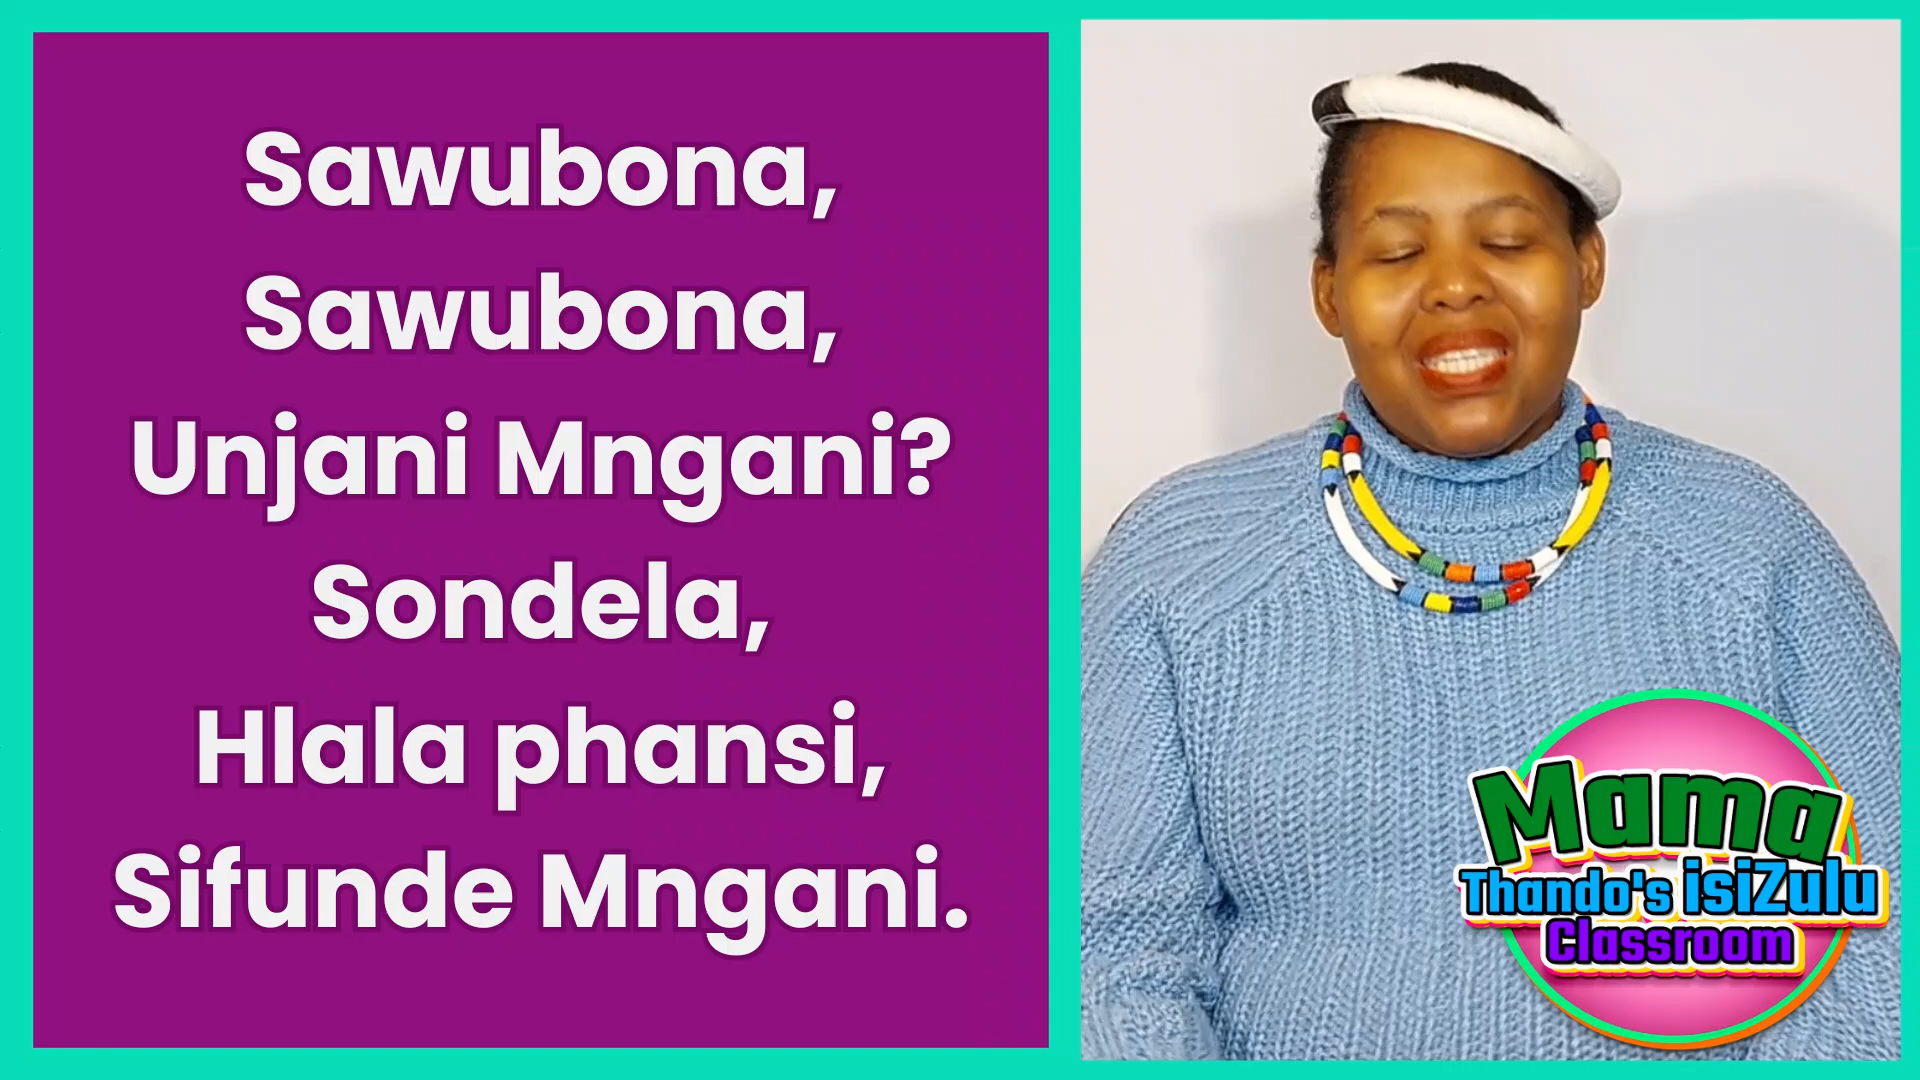 Sawubona,
Sawubona,
Unjani Mngani?
Sondela,
Hlala phansi,
Sifunde Mngani.
Mama
Thando's isiZulu
Classroom